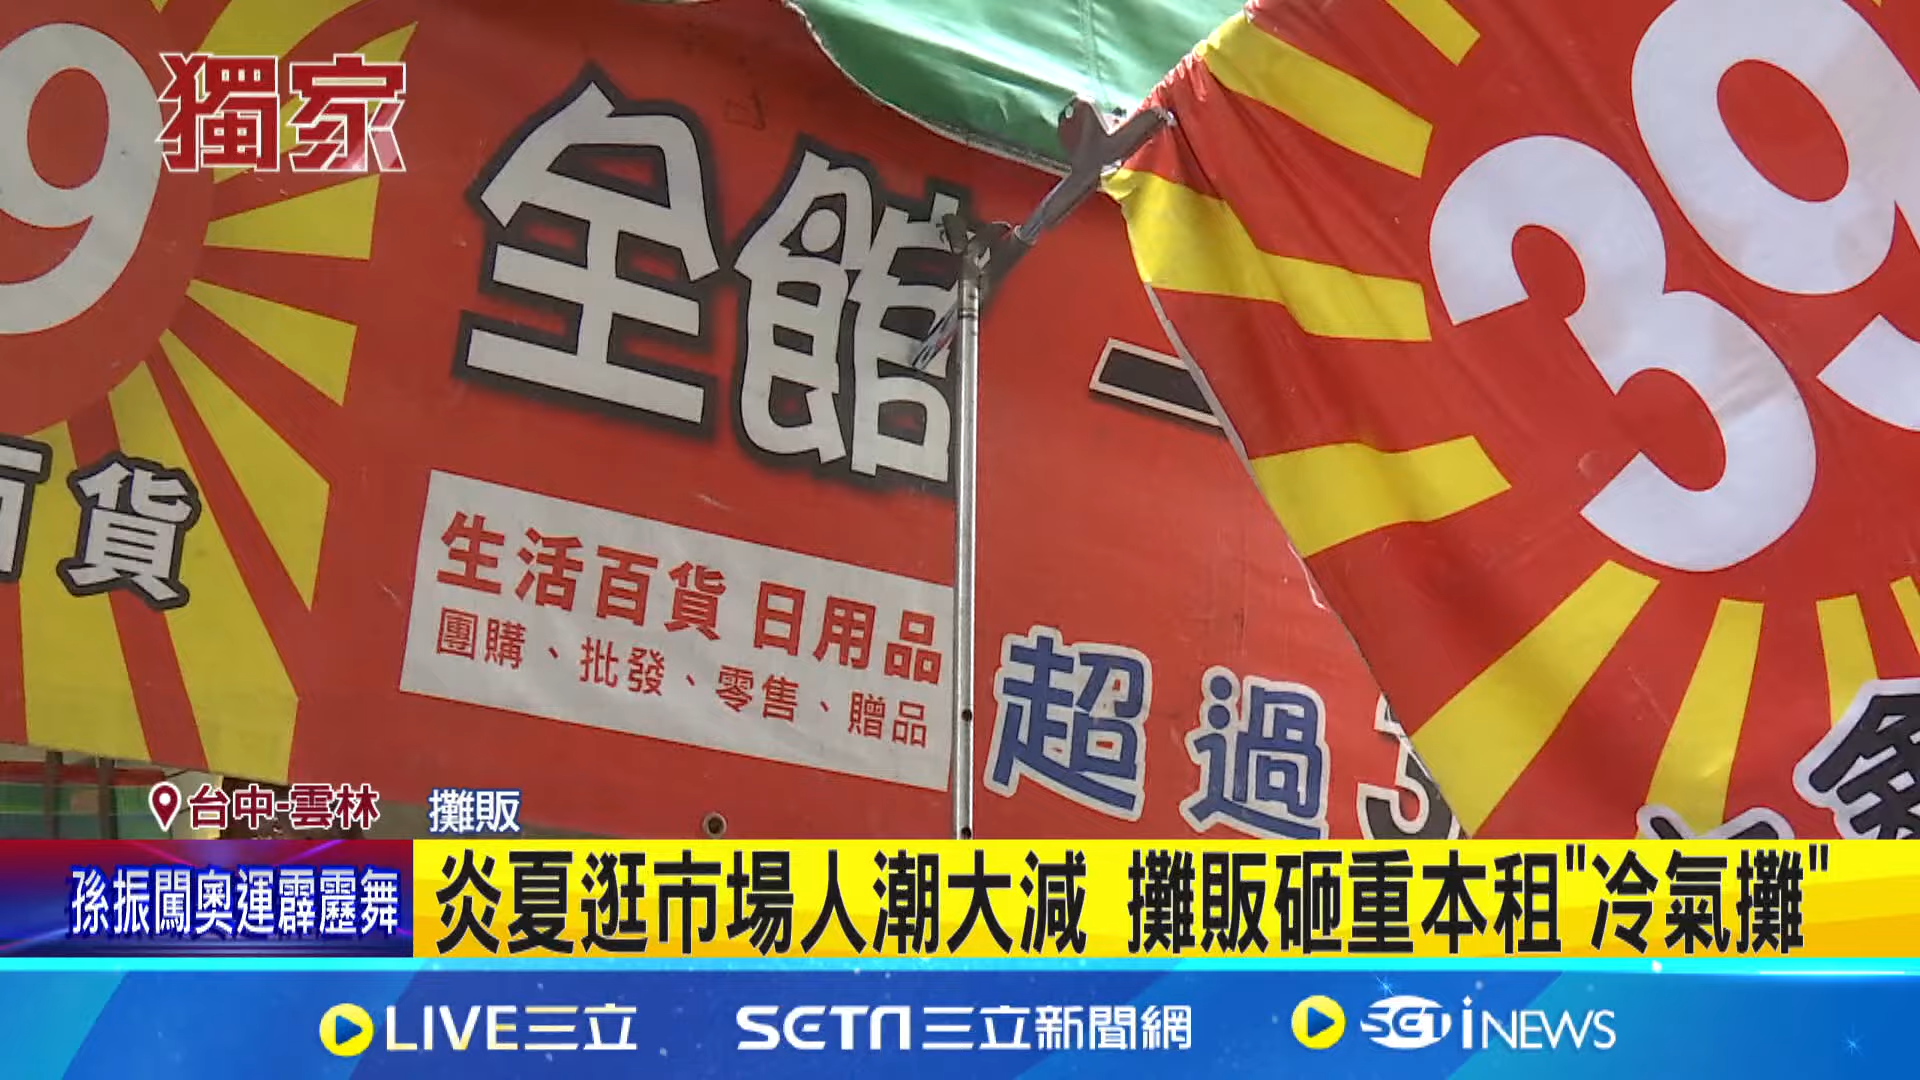 獨家
9
全館 一
39
百貨
生活百貨 日用品
團購、批發、零售、贈品
超過3
台中-雲林
攤販
孫振闖奧運霹靂舞
炎夏逛市場人潮大減 攤販砸重本租"冷氣攤"
LIVE三立
SETN三立新聞網
SETiNEWS